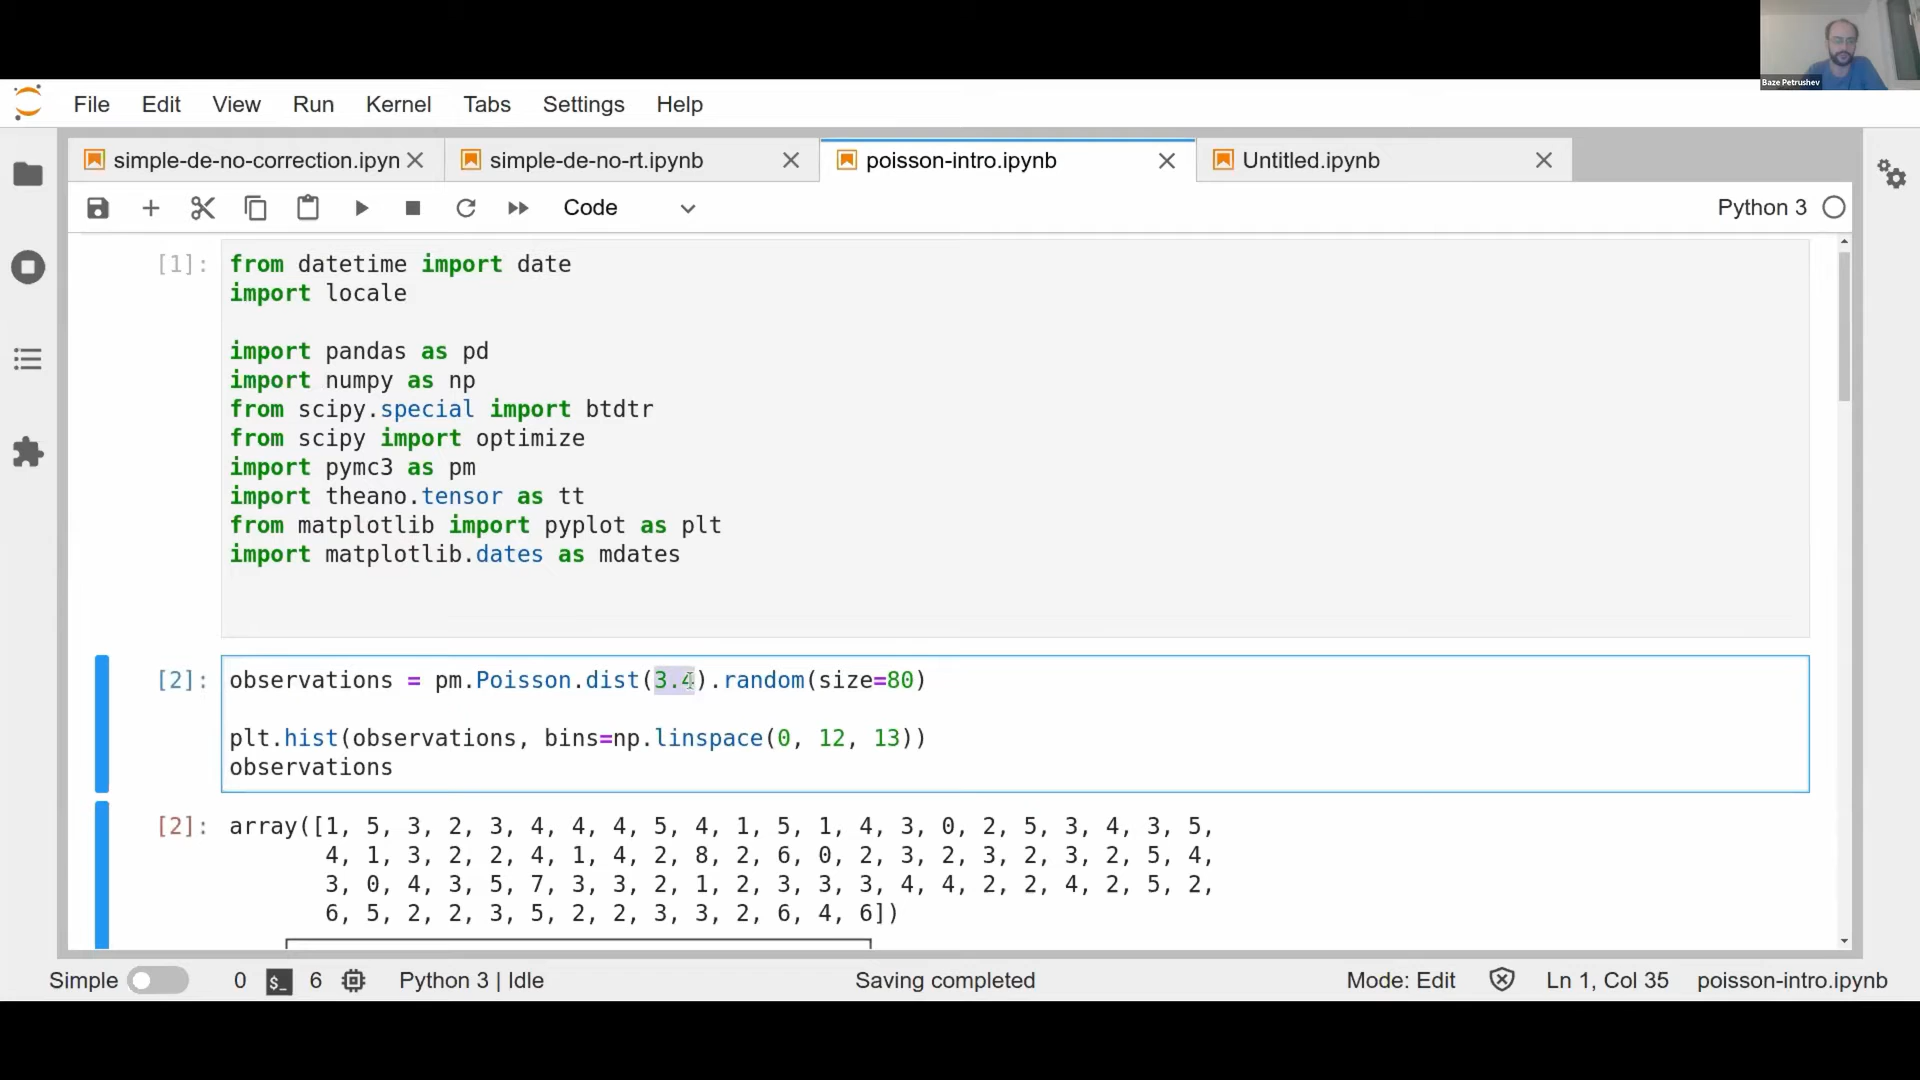 Baze Petrushev
File Edit View Run Kernel Tabs Settings Help
simple-de-no-correction.ipyn simple-de-no-rt.ipynb poisson-intro.ipynb Untitled.ipynb
Code Python 3
[1]: from datetime import date
import locale
import pandas as pd
import numpy as np
from scipy.special import btdtr
from scipy import optimize
import pymc3 as pm
import theano.tensor as tt
from matplotlib import pyplot as plt
import matplotlib.dates as mdates
[2]: observations = pm.Poisson.dist(3.4).random(size=80)
plt.hist(observations, bins=np.linspace(0, 12, 13))
observations
[2]: array([1, 5, 3, 2, 3, 4, 4, 4, 5, 4, 1, 5, 1, 4, 3, 0, 2, 5, 3, 4, 3, 5,
4, 1, 3, 2, 2, 4, 1, 4, 2, 8, 2, 6, 0, 2, 3, 2, 3, 2, 3, 2, 5, 4,
3, 0, 4, 3, 5, 7, 3, 3, 2, 1, 2, 3, 3, 3, 4, 4, 2, 2, 4, 2, 5, 2,
6, 5, 2, 2, 3, 5, 2, 2, 3, 3, 2, 6, 4, 6])
Simple 0 $_ 6 Python 3 | Idle Saving completed Mode: Edit Ln 1, Col 35 poisson-intro.ipynb